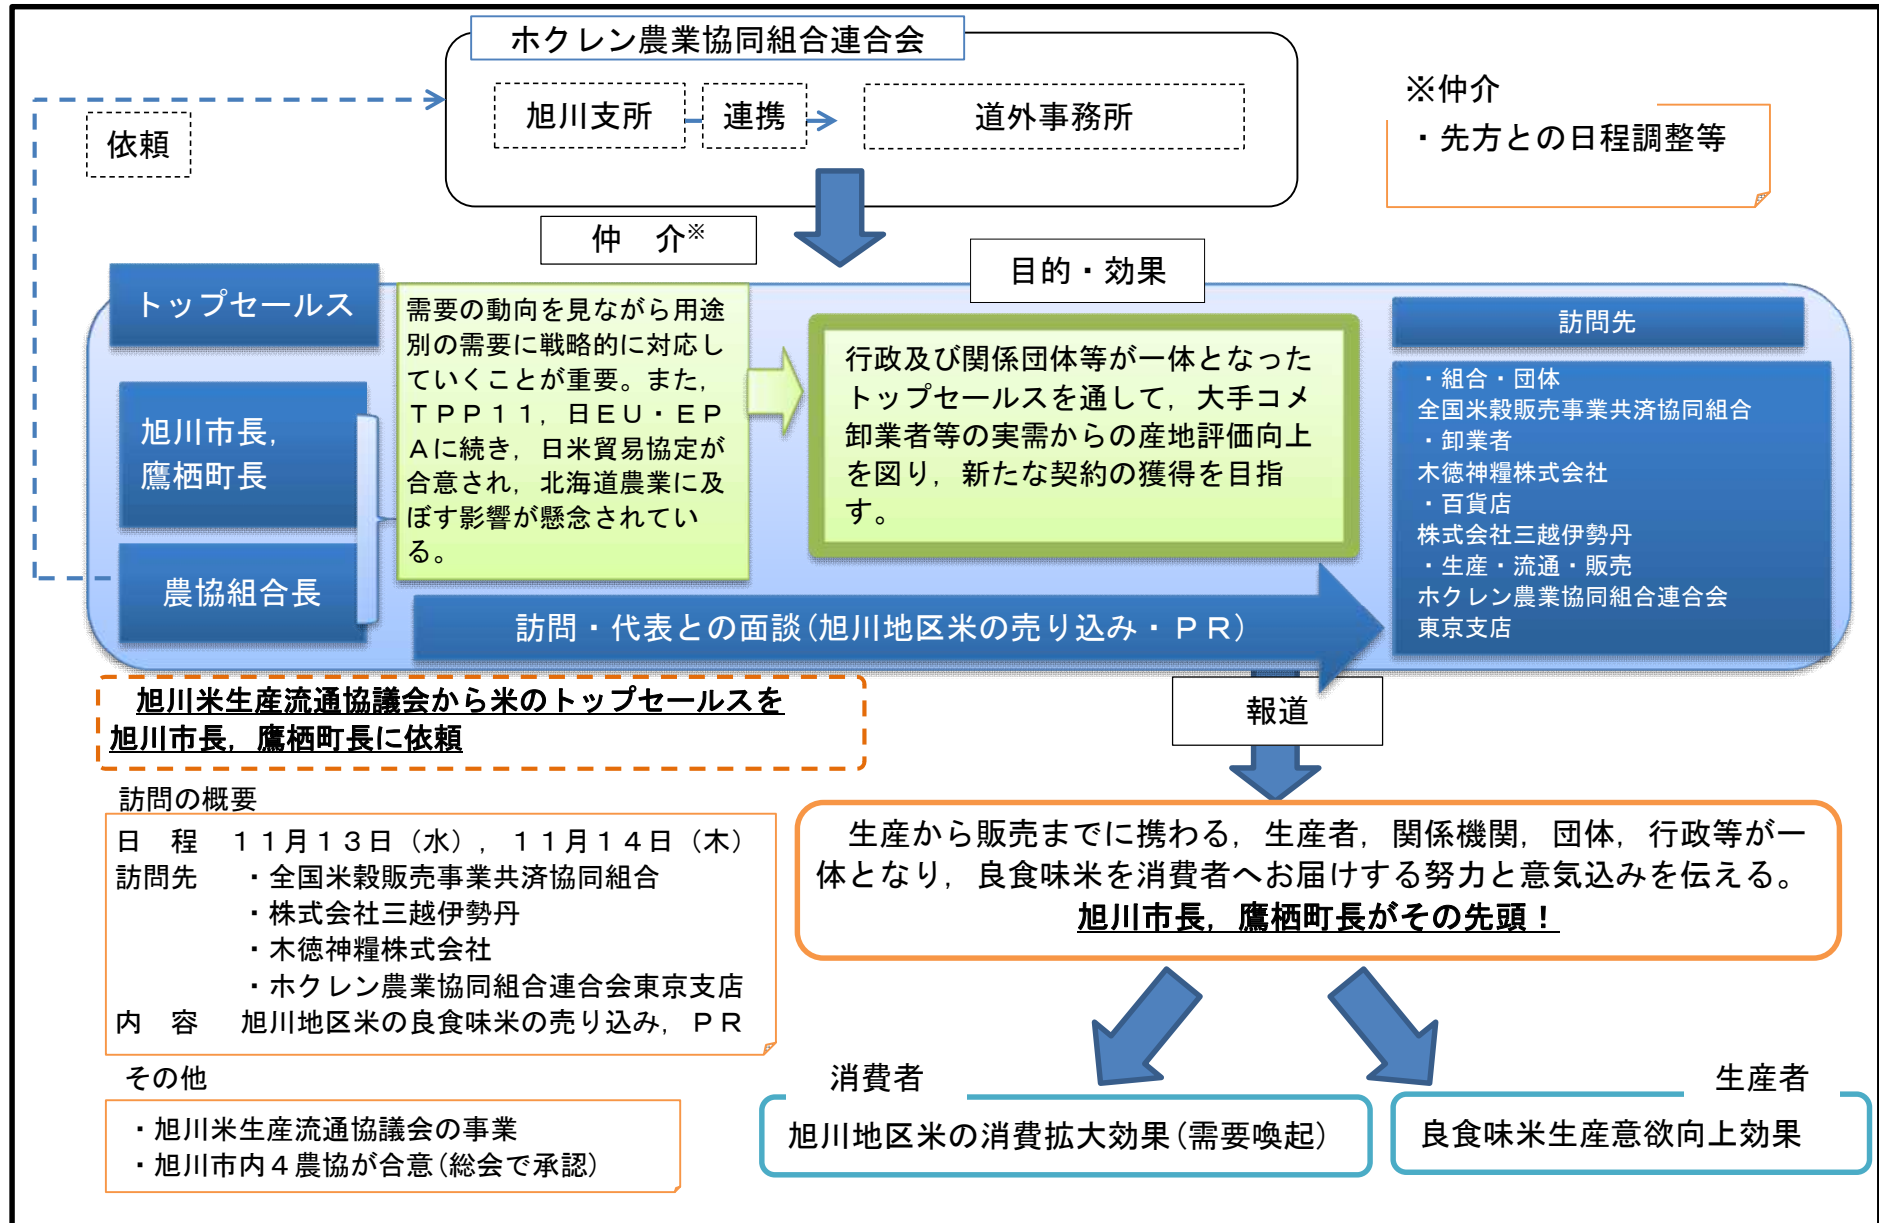 ホクレン農業協同組合連合会
旭川支所
連携
道外事務所
依頼
※仲介
・先方との日程調整等
仲　介※
目的・効果
トップセールス
旭川市長，
鷹栖町長
農協組合長
需要の動向を見ながら用途
別の需要に戦略的に対応し
ていくことが重要。また，
ＴＰＰ１１，日ＥＵ・ＥＰ
Ａに続き，日米貿易協定が
合意され，北海道農業に及
ぼす影響が懸念されてい
る。
行政及び関係団体等が一体となった
トップセールスを通して，大手コメ
卸業者等の実需からの産地評価向上
を図り，新たな契約の獲得を目指
す。
訪問先
・組合・団体
全国米穀販売事業共済協同組合
・卸業者
木徳神糧株式会社
・百貨店
株式会社三越伊勢丹
・生産・流通・販売
ホクレン農業協同組合連合会
東京支店
訪問・代表との面談（旭川地区米の売り込み・ＰＲ）
旭川米生産流通協議会から米のトップセールスを
旭川市長，鷹栖町長に依頼
報道
訪問の概要
日　程　１１月１３日（水），１１月１４日（木）
訪問先　・全国米穀販売事業共済協同組合
・株式会社三越伊勢丹
・木徳神糧株式会社
・ホクレン農業協同組合連合会東京支店
内　容　旭川地区米の良食味米の売り込み，ＰＲ
生産から販売までに携わる，生産者，関係機関，団体，行政等が一
体となり，良食味米を消費者へお届けする努力と意気込みを伝える。
旭川市長，鷹栖町長がその先頭！
その他
・旭川米生産流通協議会の事業
・旭川市内４農協が合意（総会で承認）
消費者
旭川地区米の消費拡大効果（需要喚起）
生産者
良食味米生産意欲向上効果